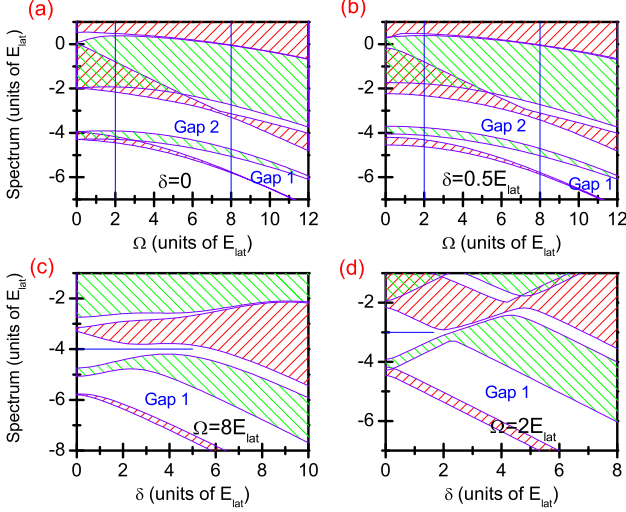 (a)
(b)
Spectrum (units of E_lat)
0
-2
-4
-6
Gap 2
Gap 1
δ=0
0 2 4 6 8 10 12
Ω (units of E_lat)
0
-2
-4
-6
Gap 2
Gap 1
δ=0.5E_lat
0 2 4 6 8 10 12
Ω (units of E_lat)
(c)
(d)
Spectrum (units of E_lat)
-2
-4
-6
-8
Gap 1
Ω=8E_lat
0 2 4 6 8 10
δ (units of E_lat)
-2
-4
-6
Gap 1
Ω=2E_lat
0 2 4 6 8
δ (units of E_lat)